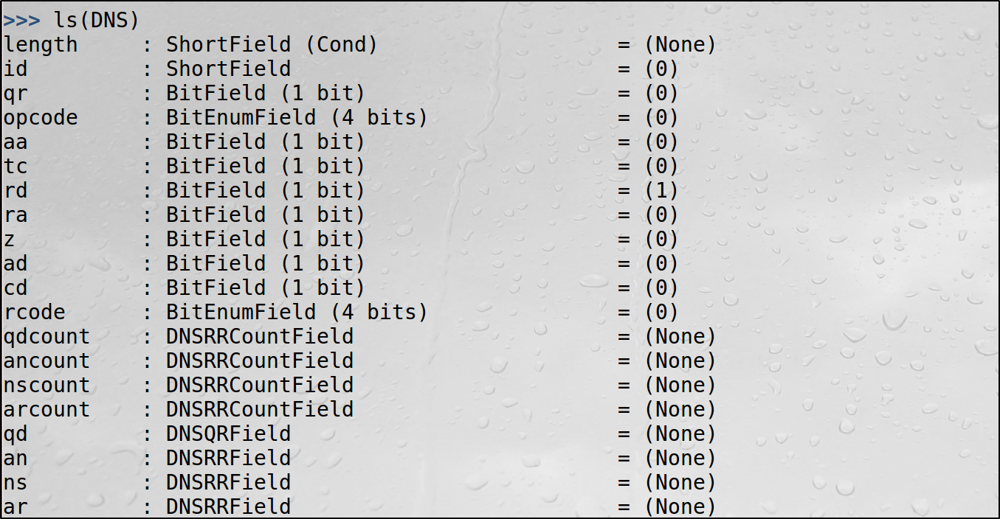 >>> ls(DNS)
length     : ShortField (Cond)                   = (None)
id         : ShortField                          = (0)
qr         : BitField (1 bit)                    = (0)
opcode     : BitEnumField (4 bits)               = (0)
aa         : BitField (1 bit)                    = (0)
tc         : BitField (1 bit)                    = (0)
rd         : BitField (1 bit)                    = (1)
ra         : BitField (1 bit)                    = (0)
z          : BitField (1 bit)                    = (0)
ad         : BitField (1 bit)                    = (0)
cd         : BitField (1 bit)                    = (0)
rcode      : BitEnumField (4 bits)               = (0)
qdcount    : DNSRRCountField                     = (None)
ancount    : DNSRRCountField                     = (None)
nscount    : DNSRRCountField                     = (None)
arcount    : DNSRRCountField                     = (None)
qd         : DNSQRField                          = (None)
an         : DNSRRField                          = (None)
ns         : DNSRRField                          = (None)
ar         : DNSRRField                          = (None)